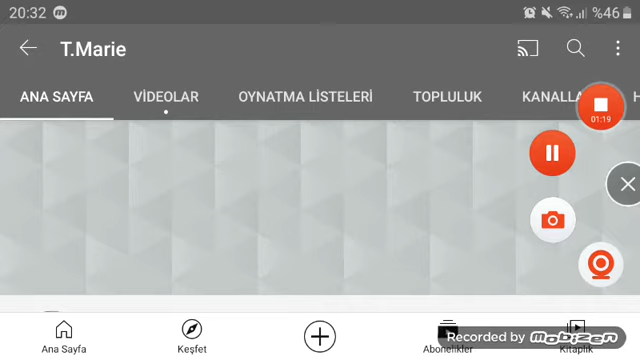 20:32 %46
T.Marie
ANA SAYFA VİDEOLAR OYNATMA LİSTELERİ TOPLULUK
01:19
Ana Sayfa Keşfet Abonelikler Kitaplık
Recorded by Mobizen